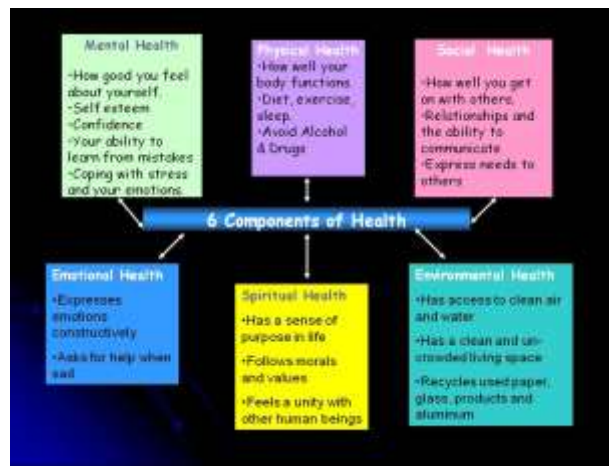 Mental Health
•How good you feel
about yourself.
•Self esteem
•Confidence
•Your ability to
learn from mistakes
•Coping with stress
and your emotions.
Physical Health
•How well your
body functions.
•Diet, exercise,
sleep.
•Avoid Alcohol
& Drugs
Social Health
•How well you get
on with others.
•Relationships and
the ability to
communicate
•Express needs to
others
6 Components of Health
Emotional Health
•Expresses
emotions
constructively
•Asks for help when
sad
Spiritual Health
•Has a sense of
purpose in life
•Follows morals
and values
•Feels a unity with
other human beings
Environmental Health
•Has access to clean air
and water
•Has a clean and un-
crowded living space
•Recycles used paper,
glass, products and
aluminum